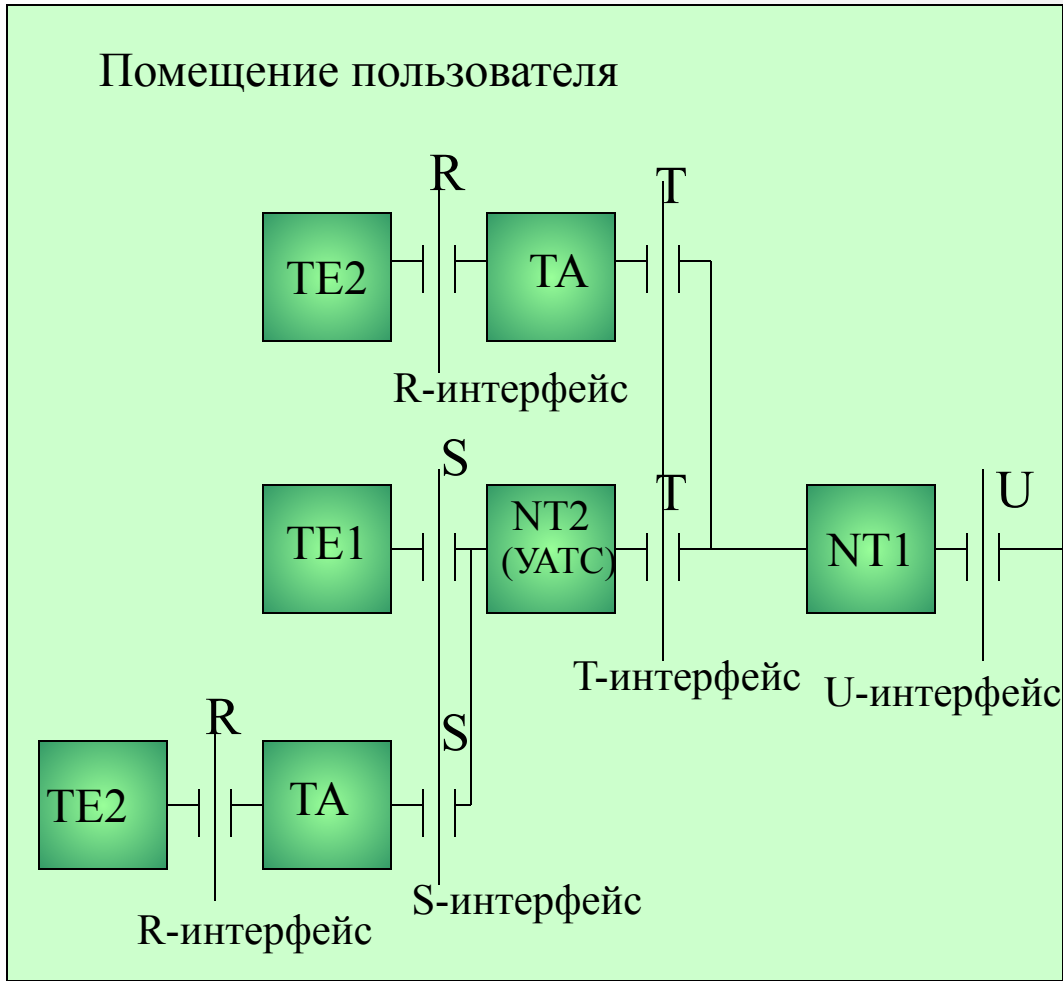 Помещение пользователя
R
T
TE2
TA
R-интерфейс
S
T
U
TE1
NT2
(УАТС)
NT1
T-интерфейс
U-интерфейс
R
S
TE2
TA
S-интерфейс
R-интерфейс